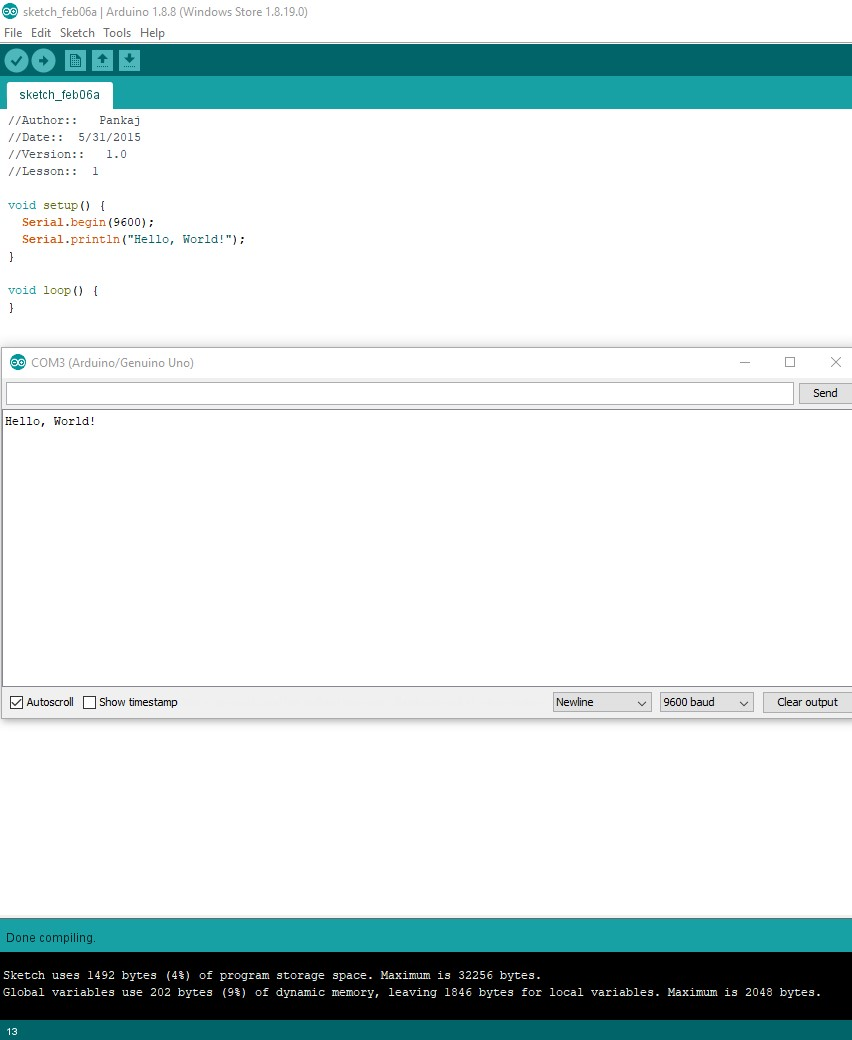 sketch_feb06a | Arduino 1.8.8 (Windows Store 1.8.19.0)
File Edit Sketch Tools Help
sketch_feb06a
//Author::   Pankaj
//Date::  5/31/2015
//Version::   1.0
//Lesson::  1
void setup() {
  Serial.begin(9600);
  Serial.println("Hello, World!");
}
void loop() {
}
COM3 (Arduino/Genuino Uno)
Send
Hello, World!
Autoscroll Show timestamp Newline 9600 baud Clear output
Done compiling.
Sketch uses 1492 bytes (4%) of program storage space. Maximum is 32256 bytes.
Global variables use 202 bytes (9%) of dynamic memory, leaving 1846 bytes for local variables. Maximum is 2048 bytes.
13